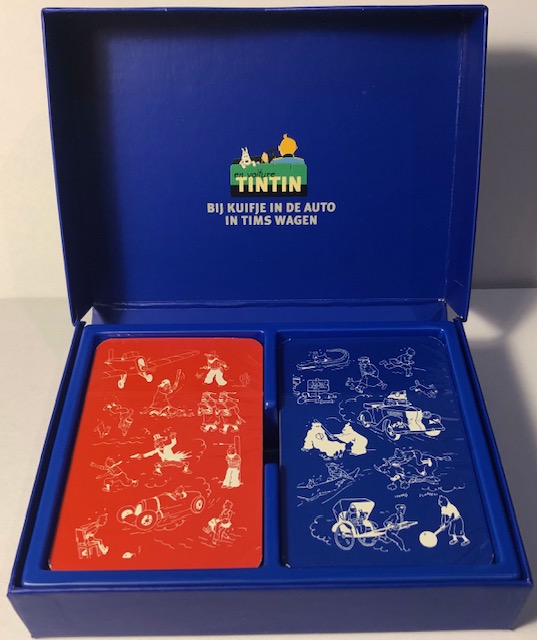 en voiture
TINTIN
BIJ KUIFJE IN DE AUTO
IN TIMS WAGEN